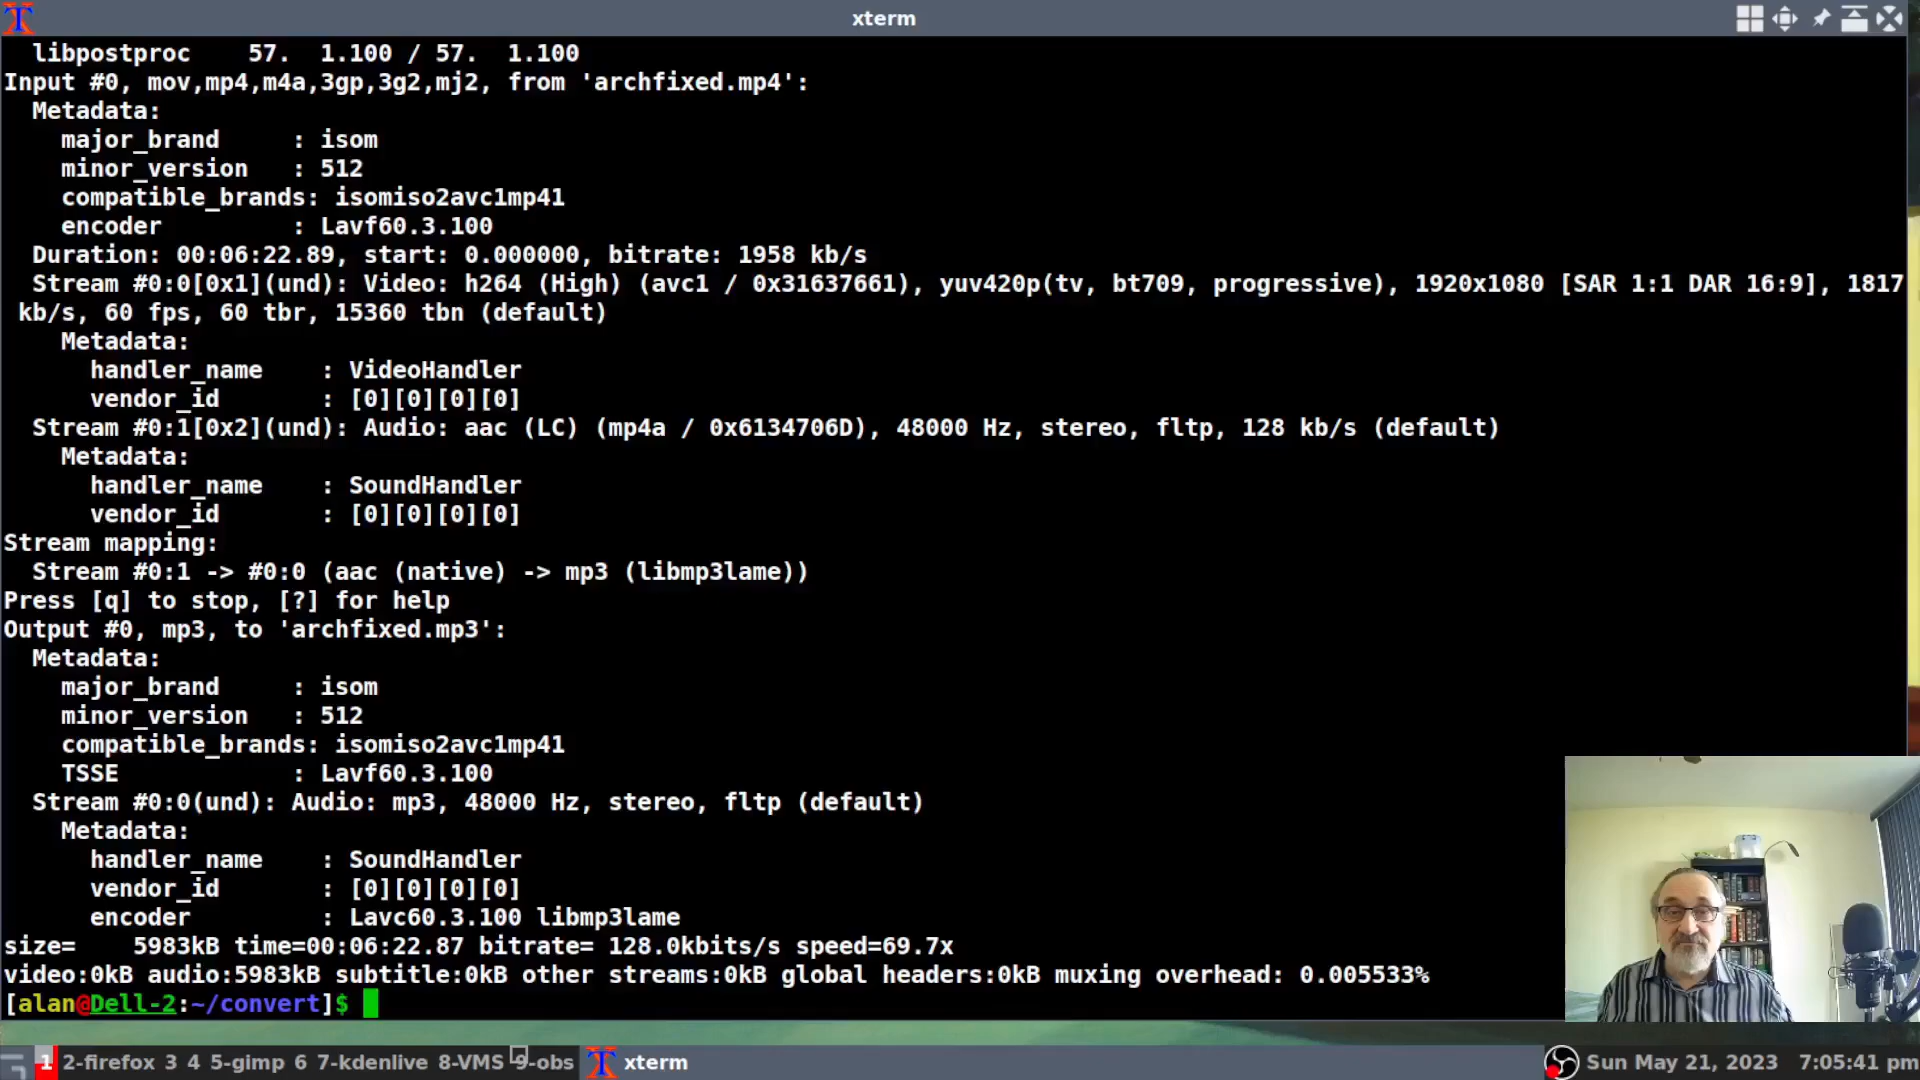 xterm
libpostproc    57.  1.100 / 57.  1.100
Input #0, mov,mp4,m4a,3gp,3g2,mj2, from 'archfixed.mp4':
Metadata:
major_brand     : isom
minor_version   : 512
compatible_brands: isomiso2avc1mp41
encoder         : Lavf60.3.100
Duration: 00:06:22.89, start: 0.000000, bitrate: 1958 kb/s
Stream #0:0[0x1](und): Video: h264 (High) (avc1 / 0x31637661), yuv420p(tv, bt709, progressive), 1920x1080 [SAR 1:1 DAR 16:9], 1817
kb/s, 60 fps, 60 tbr, 15360 tbn (default)
Metadata:
handler_name    : VideoHandler
vendor_id       : [0][0][0][0]
Stream #0:1[0x2](und): Audio: aac (LC) (mp4a / 0x6134706D), 48000 Hz, stereo, fltp, 128 kb/s (default)
Metadata:
handler_name    : SoundHandler
vendor_id       : [0][0][0][0]
Stream mapping:
Stream #0:1 -> #0:0 (aac (native) -> mp3 (libmp3lame))
Press [q] to stop, [?] for help
Output #0, mp3, to 'archfixed.mp3':
Metadata:
major_brand     : isom
minor_version   : 512
compatible_brands: isomiso2avc1mp41
TSSE            : Lavf60.3.100
Stream #0:0(und): Audio: mp3, 48000 Hz, stereo, fltp (default)
Metadata:
handler_name    : SoundHandler
vendor_id       : [0][0][0][0]
encoder         : Lavc60.3.100 libmp3lame
size=    5983kB time=00:06:22.87 bitrate= 128.0kbits/s speed=69.7x
video:0kB audio:5983kB subtitle:0kB other streams:0kB global headers:0kB muxing overhead: 0.005533%
[alan@Dell-2:~/convert]$
1 2-firefox 3 4 5-gimp 6 7-kdenlive 8-VMS 9-obs xterm Sun May 21, 2023 7:05:41 pm